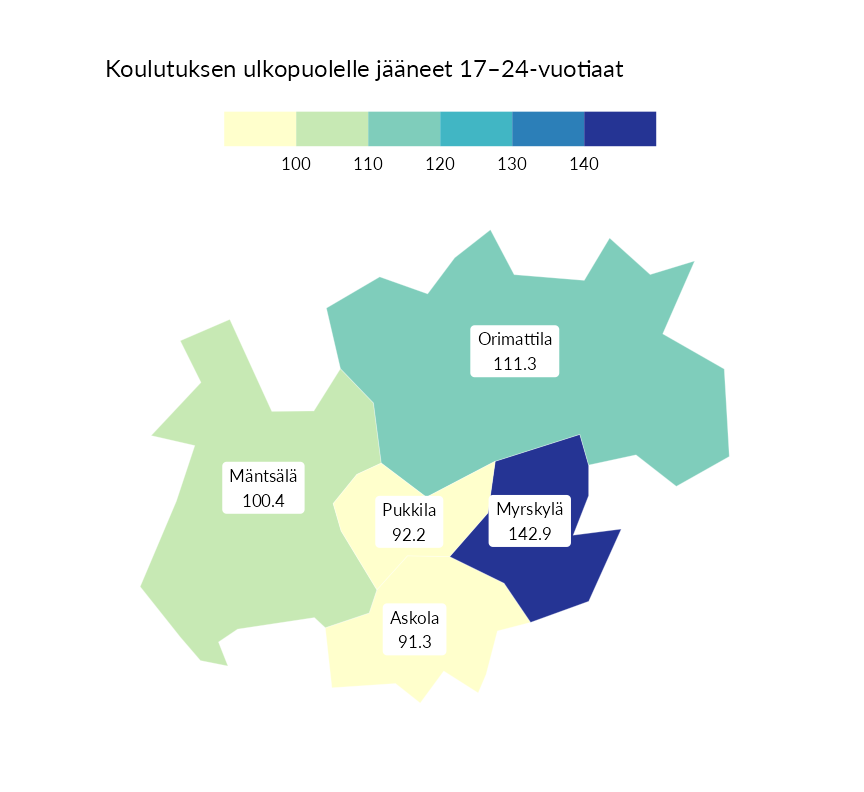 Koulutuksen ulkopuolelle jääneet 17–24-vuotiaat
100 110 120 130 140
Orimattila
111.3
Mäntsälä
100.4
Pukkila
92.2
Myrskylä
142.9
Askola
91.3